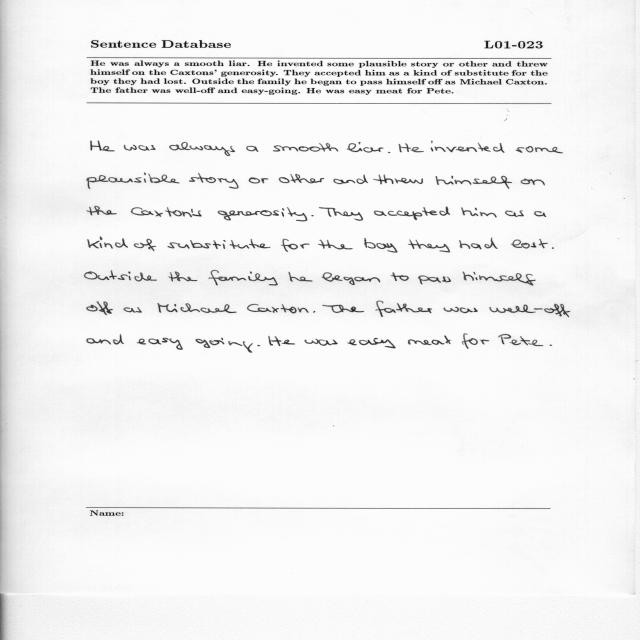 Sentence Database L01-023
He was always a smooth liar. He invented some plausible story or other and threw
himself on the Caxtons' generosity. They accepted him as a kind of substitute for the
boy they had lost. Outside the family he began to pass himself off as Michael Caxton.
The father was well-off and easy-going. He was easy meat for Pete.
He was always a smooth liar. He invented some
plausible story or other and threw himself on
the Caxton's generosity. They accepted him as a
kind of substitute for the boy they had lost.
Outside the family he began to pass himself
off as Michael Caxton. The father was well-off
and easy going. He was easy meat for Pete.
Name: